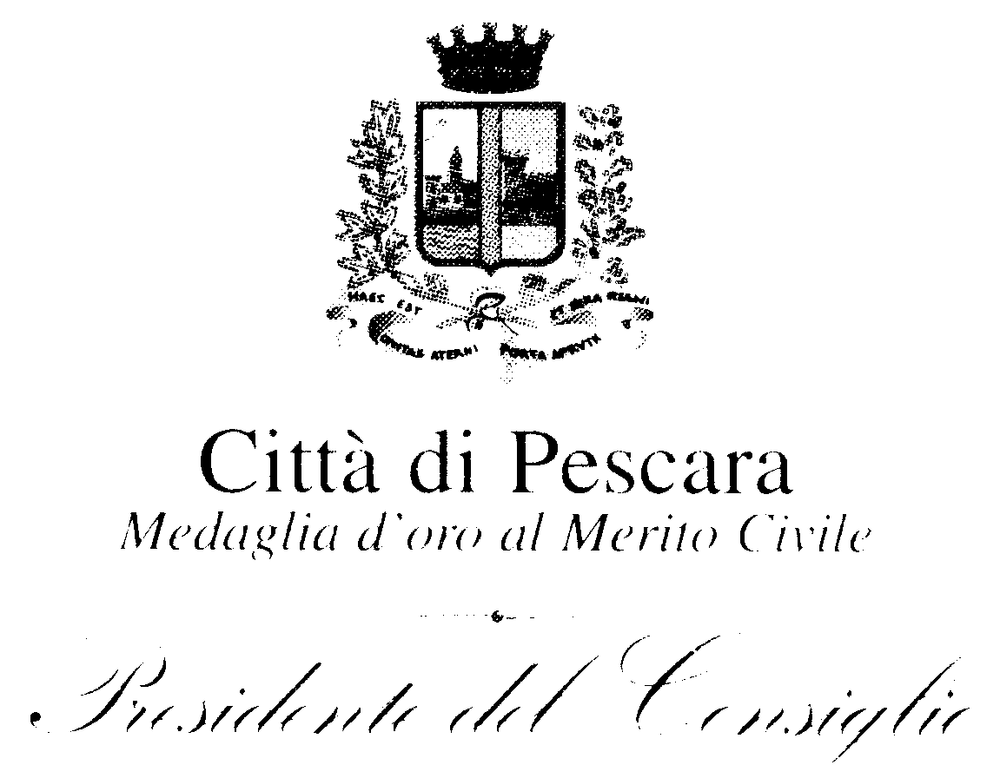 HAEC EST
CIVITAS ATERNI PORTA APRUTII
Città di Pescara
Medaglia d'oro al Merito Civile
Presidente del Consiglio